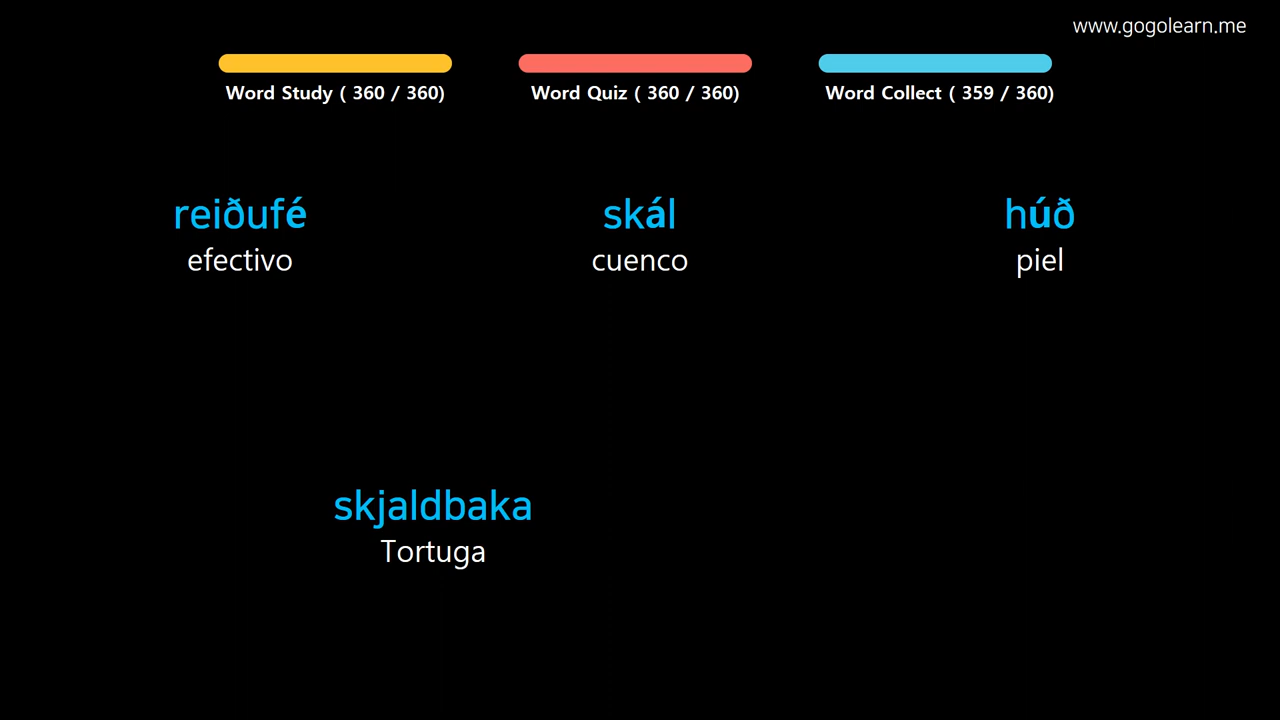 www.gogolearn.me
Word Study ( 360 / 360)
Word Quiz ( 360 / 360)
Word Collect ( 359 / 360)
reiðufé
skál
húð
efectivo
cuenco
piel
skjaldbaka
Tortuga